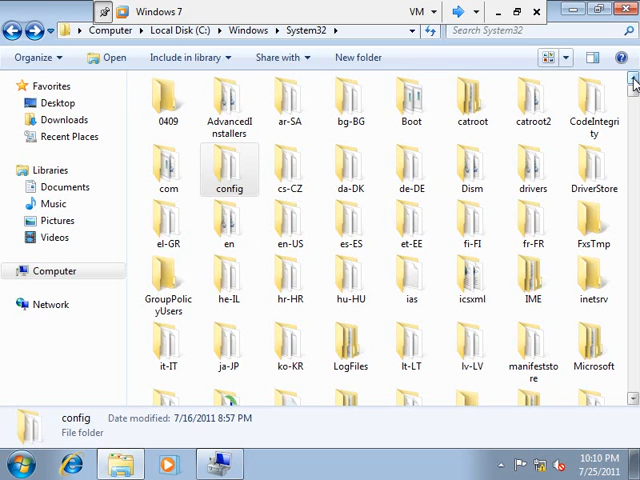 Windows 7
VM
Computer Local Disk (C:) Windows System32
Search System32
Organize Open Include in library Share with New folder
Favorites
Desktop
Downloads
Recent Places
Libraries
Documents
Music
Pictures
Videos
Computer
Network
0409 AdvancedI ar-SA bg-BG Boot catroot catroot2 CodeIntegri
nstallers ty
com config cs-CZ da-DK de-DE Dism drivers DriverStore
el-GR en en-US es-ES et-EE fi-FI fr-FR FxsTmp
GroupPolic he-IL hr-HR hu-HU ias icsxml IME inetsrv
yUsers
it-IT ja-JP ko-KR LogFiles lt-LT lv-LV manifeststo Microsoft
re
config Date modified: 7/16/2011 8:57 PM
File folder
10:10 PM
7/25/2011